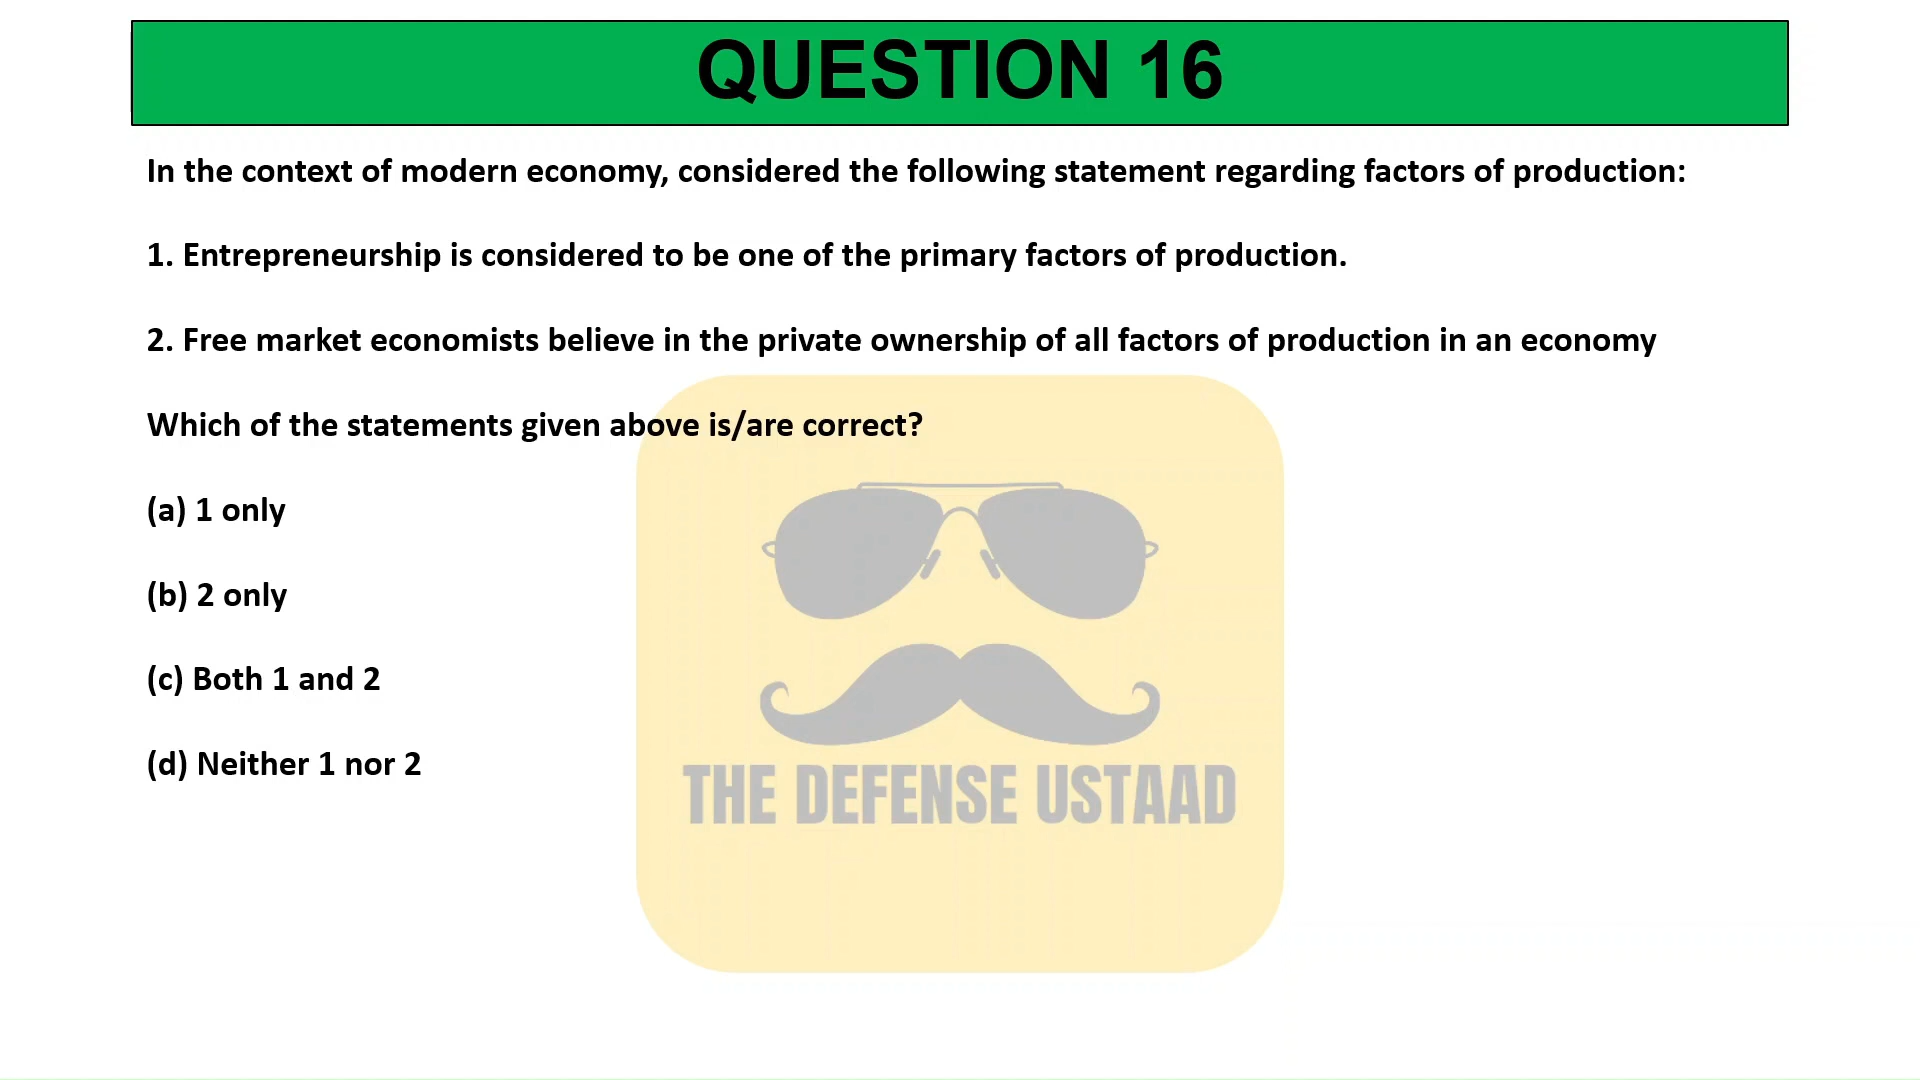 QUESTION 16
In the context of modern economy, considered the following statement regarding factors of production:
1. Entrepreneurship is considered to be one of the primary factors of production.
2. Free market economists believe in the private ownership of all factors of production in an economy
Which of the statements given above is/are correct?
(a) 1 only
(b) 2 only
(c) Both 1 and 2
(d) Neither 1 nor 2
THE DEFENSE USTAAD